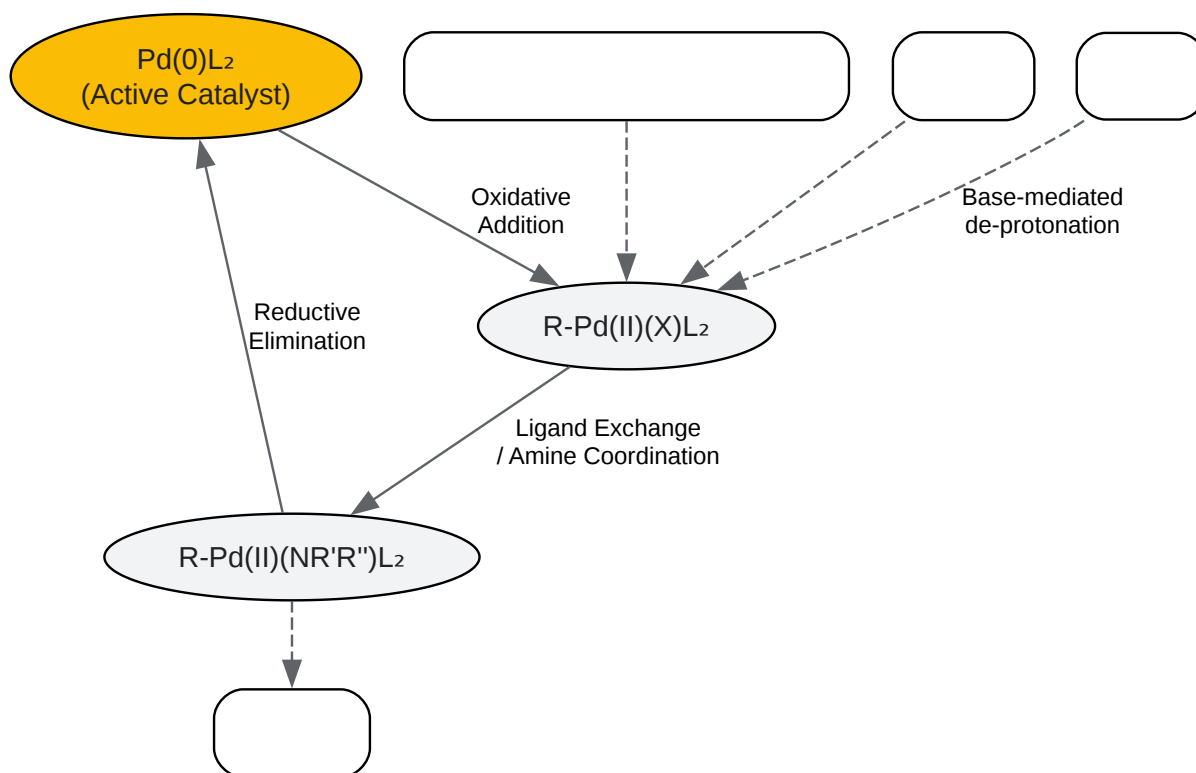 Pd(0)L₂
(Active Catalyst)
Oxidative
Addition
Base-mediated
de-protonation
Reductive
Elimination
R-Pd(II)(X)L₂
Ligand Exchange
/ Amine Coordination
R-Pd(II)(NR'R'')L₂